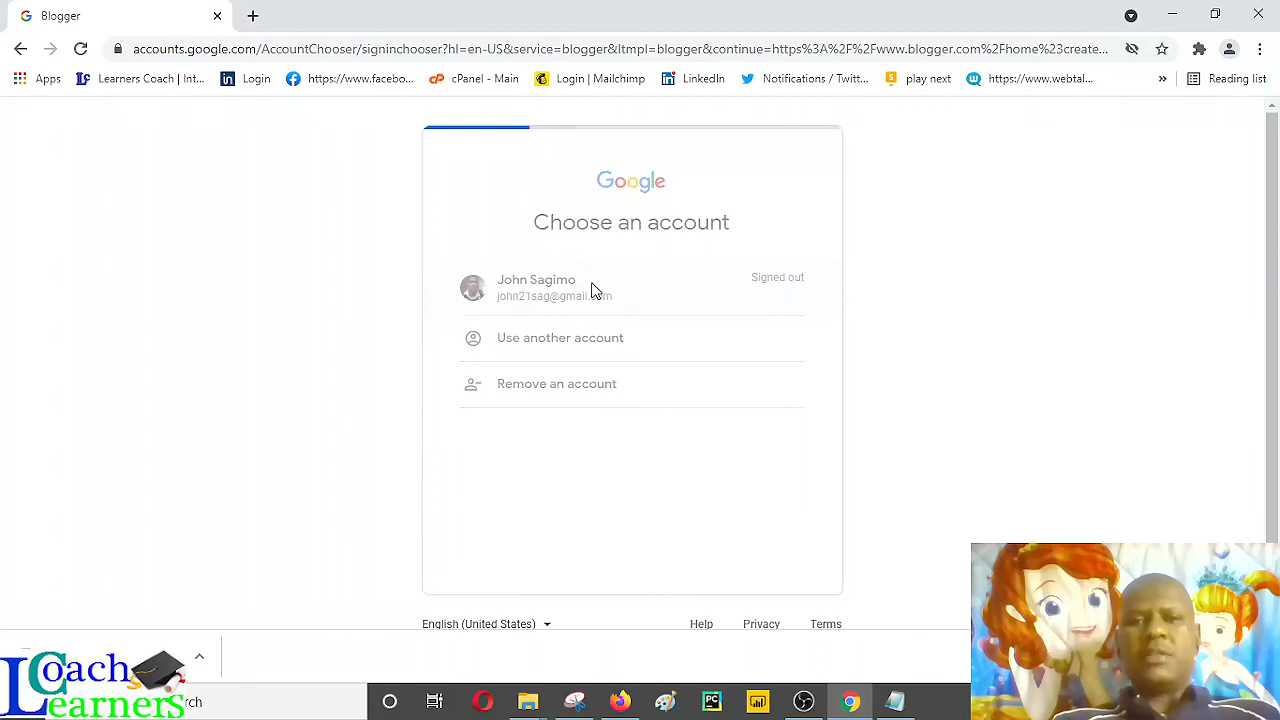 Blogger
accounts.google.com/AccountChooser/signinchooser?hl=en-US&service=blogger&ltmpl=blogger&continue=https%3A%2F%2Fwww.blogger.com%2Fhome%23create...
Apps
Learners Coach | Int...
Login
https://www.facebo...
cPanel - Main
Login | Mailchimp
LinkedIn
Notifications / Twitt...
play.next
https://www.webtal...
Reading list
Google
Choose an account
John Sagimo
Signed out
Use another account
Remove an account
English (United States)
Help
Privacy
Terms
Coach
Learners
PC